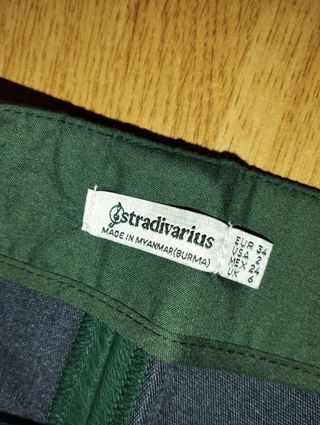 stradivarius
MADE IN MYANMAR(BURMA)
EUR 34
USA 2
MEX 24
UK 6